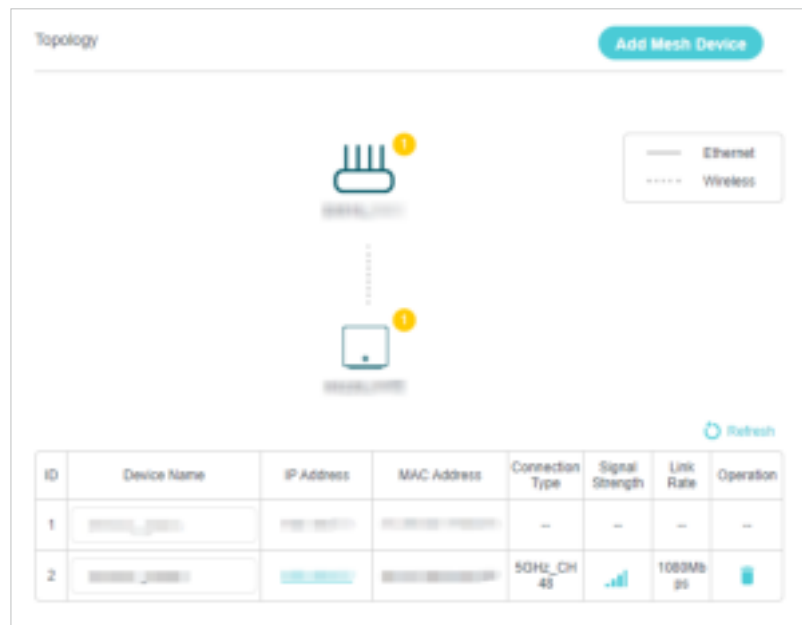 Topology
Add Mesh Device
1
Ethernet
Wireless
1
Refresh
ID Device Name IP Address MAC Address Connection Type Signal Strength Link Rate Operation
1 -- -- -- --
2 5GHz_CH
48 1080Mb
ps